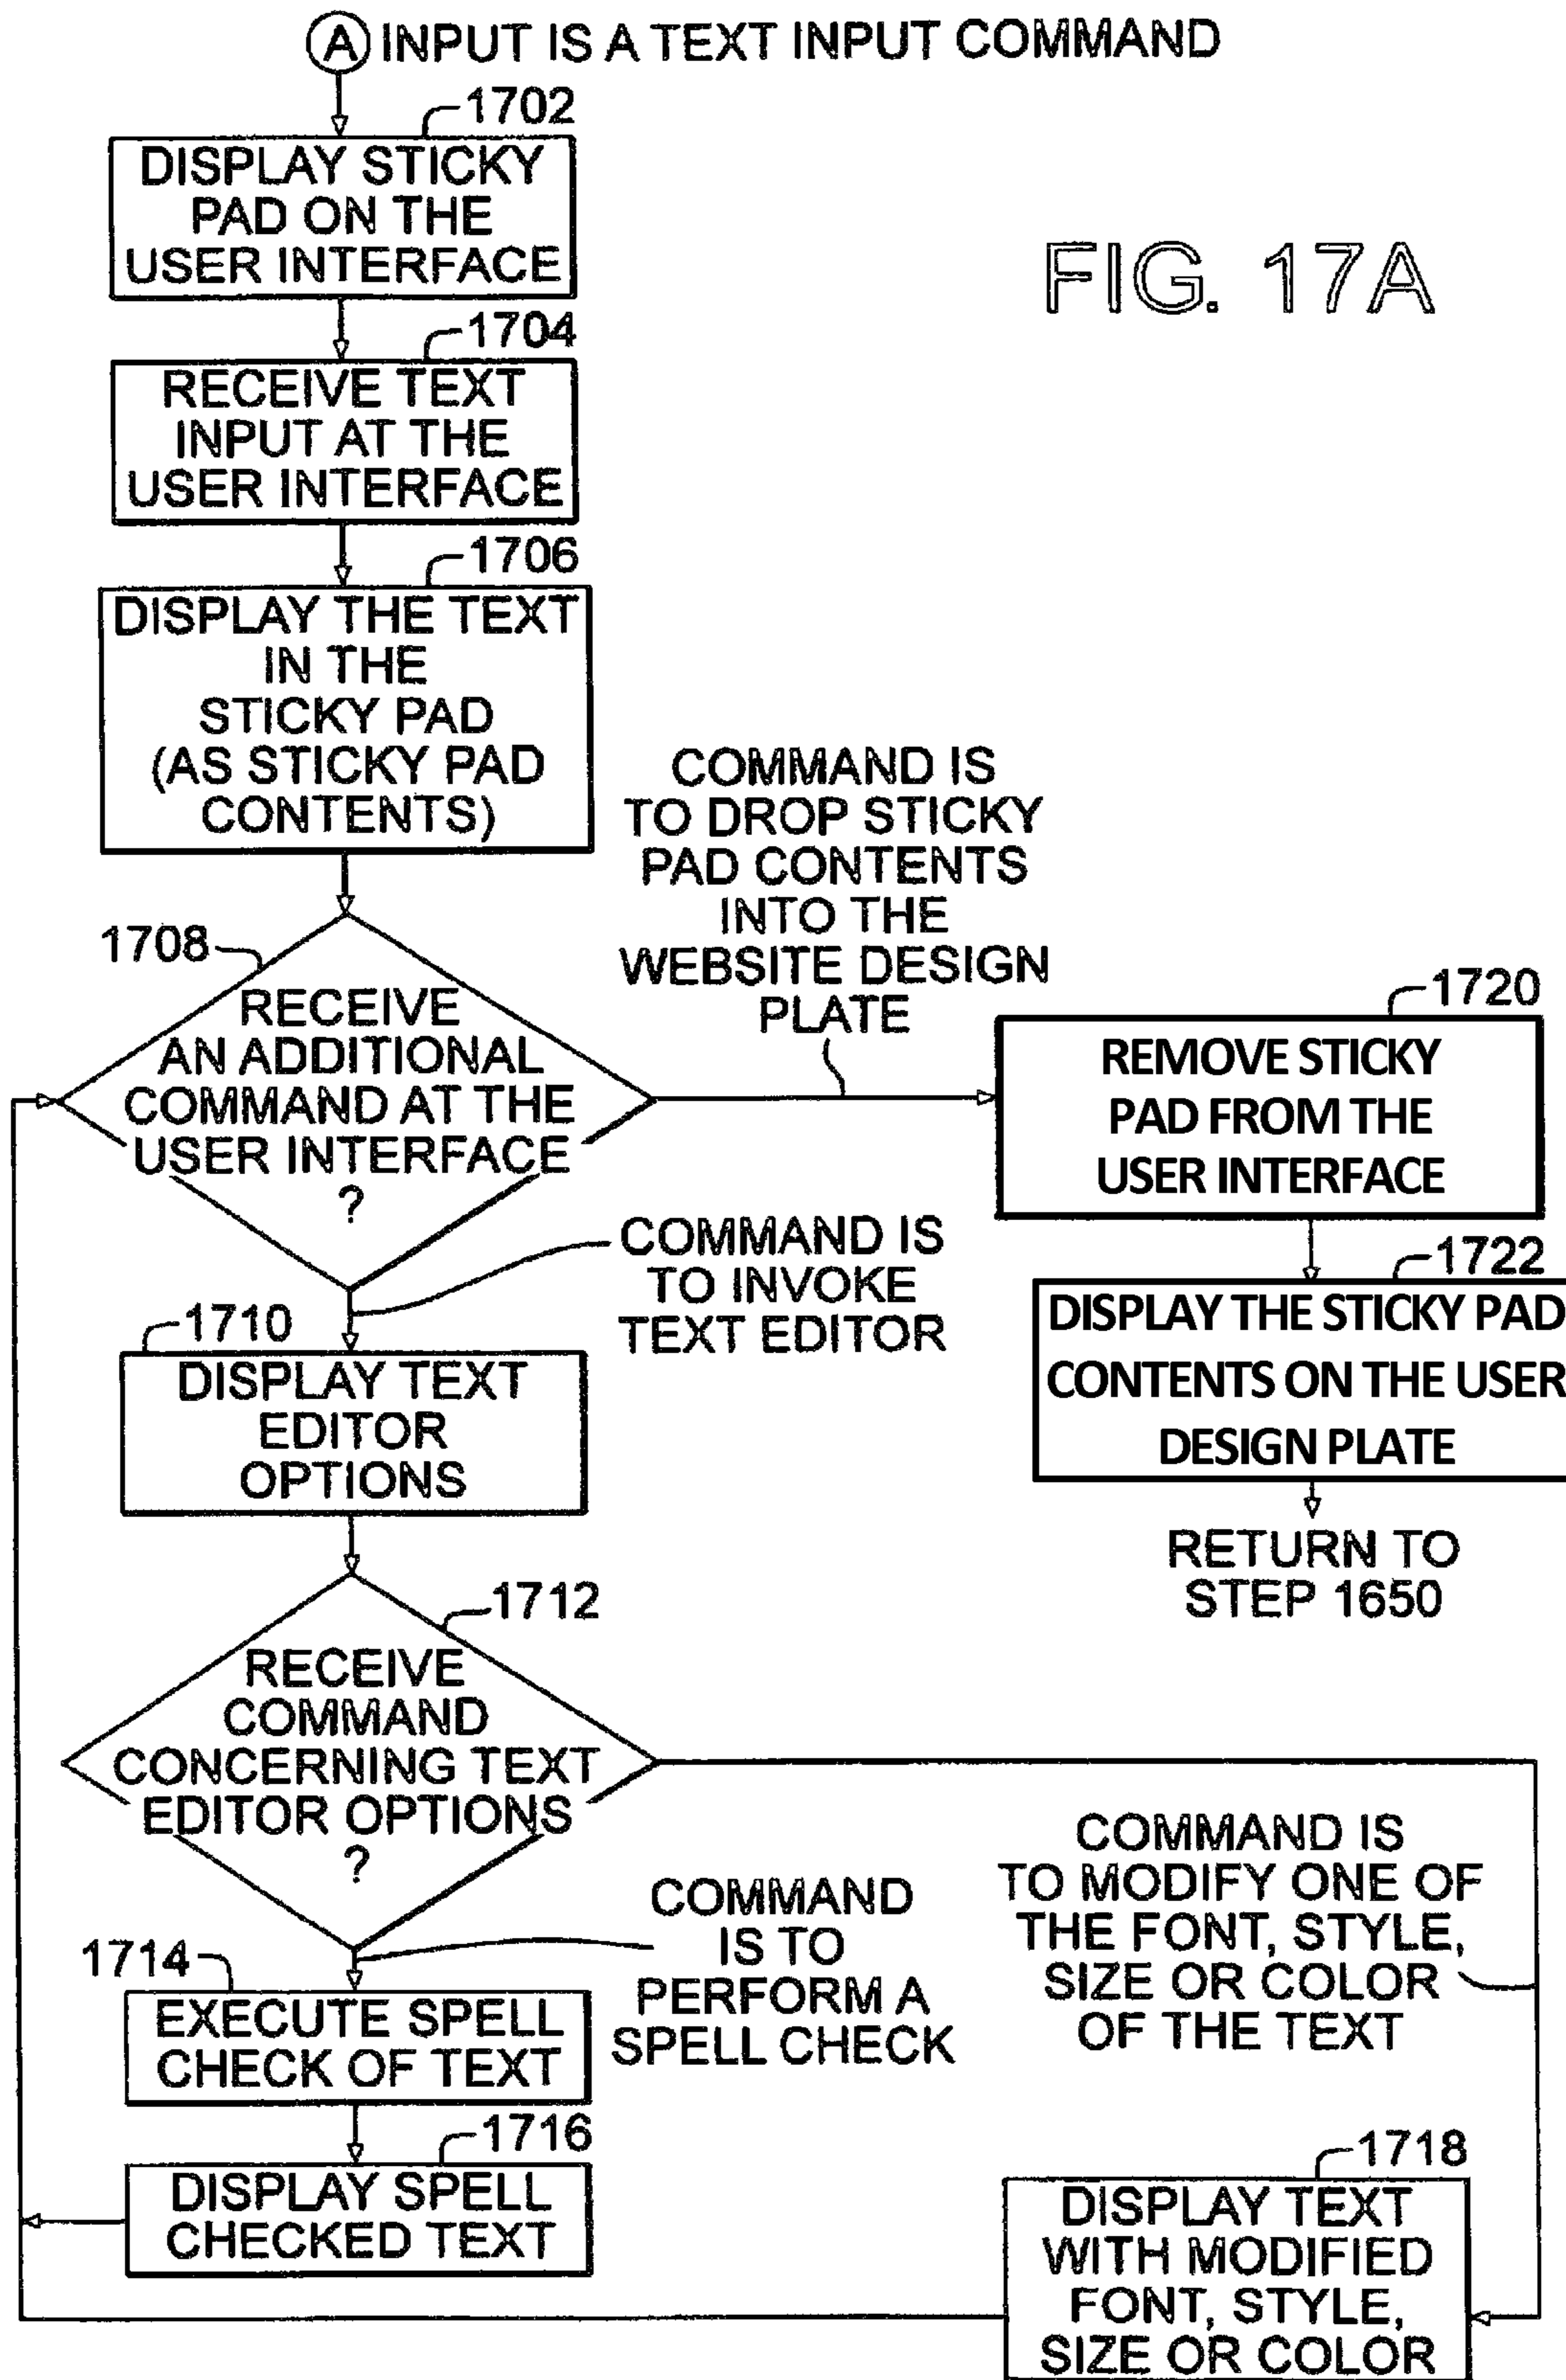 A INPUT IS A TEXT INPUT COMMAND
1702
DISPLAY STICKY
PAD ON THE
USER INTERFACE
FIG. 17A
1704
RECEIVE TEXT
INPUT AT THE
USER INTERFACE
1706
DISPLAY THE TEXT
IN THE
STICKY PAD
(AS STICKY PAD
CONTENTS)
COMMAND IS
TO DROP STICKY
PAD CONTENTS
INTO THE
WEBSITE DESIGN
PLATE
1708
RECEIVE
AN ADDITIONAL
COMMAND AT THE
USER INTERFACE
?
1720
REMOVE STICKY
PAD FROM THE
USER INTERFACE
COMMAND IS
TO INVOKE
TEXT EDITOR
1722
DISPLAY THE STICKY PAD
CONTENTS ON THE USER
DESIGN PLATE
RETURN TO
STEP 1650
1710
DISPLAY TEXT
EDITOR
OPTIONS
1712
RECEIVE
COMMAND
CONCERNING TEXT
EDITOR OPTIONS
?
COMMAND
IS TO
PERFORM A
SPELL CHECK
COMMAND IS
TO MODIFY ONE OF
THE FONT, STYLE,
SIZE OR COLOR
OF THE TEXT
1714
EXECUTE SPELL
CHECK OF TEXT
1716
DISPLAY SPELL
CHECKED TEXT
1718
DISPLAY TEXT
WITH MODIFIED
FONT, STYLE,
SIZE OR COLOR